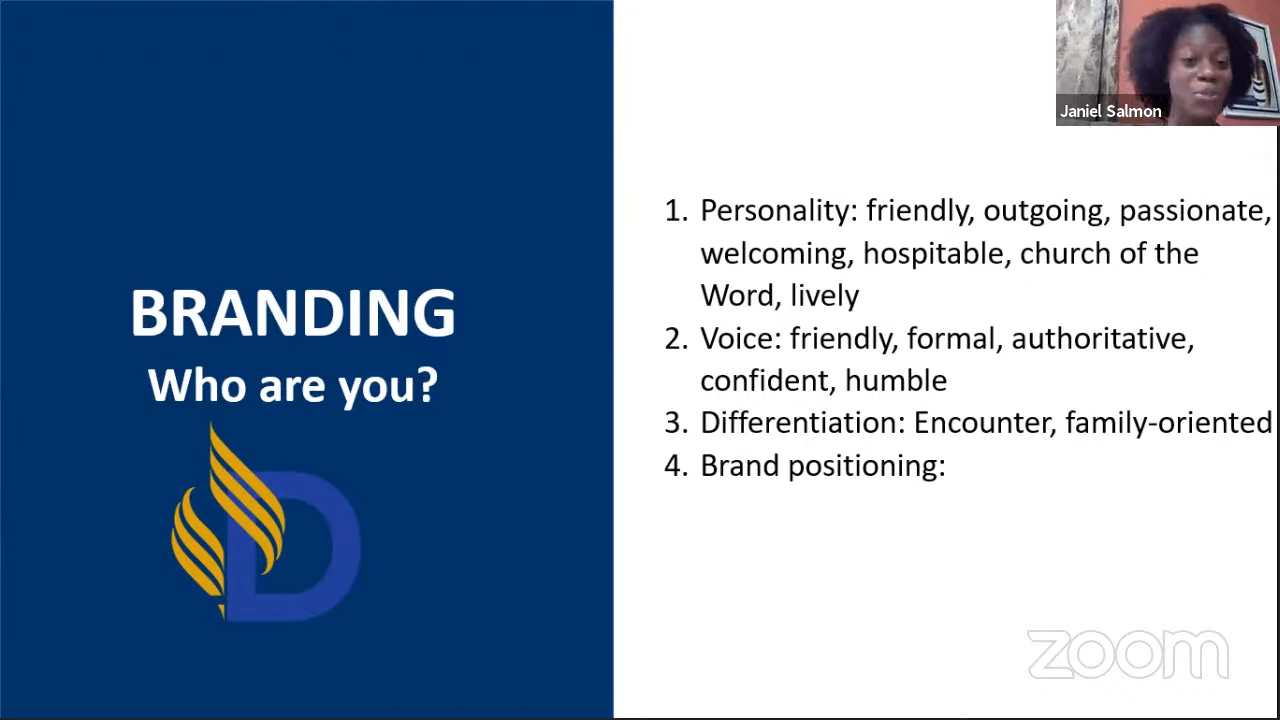 Janiel Salmon
BRANDING
Who are you?
D
1. Personality: friendly, outgoing, passionate,
welcoming, hospitable, church of the
Word, lively
2. Voice: friendly, formal, authoritative,
confident, humble
3. Differentiation: Encounter, family-oriented
4. Brand positioning:
zoom